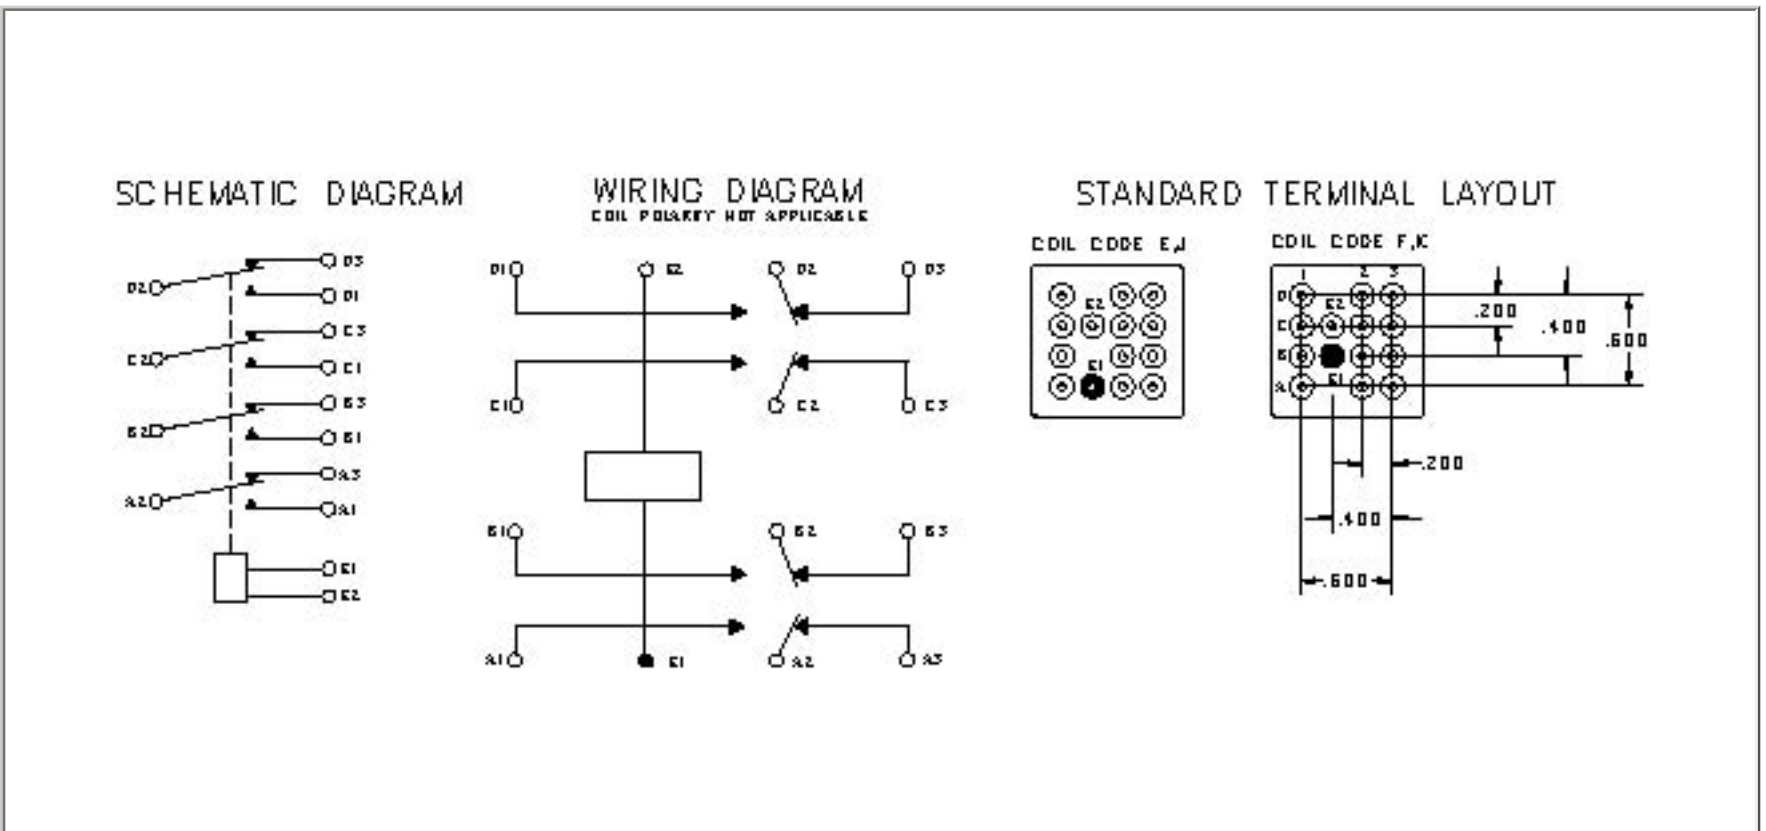 SCHEMATIC DIAGRAM
D3
D2
D1
C3
C2
C1
B3
B2
B1
A3
A2
A1
E1
E2
WIRING DIAGRAM
COIL POLARITY NOT APPLICABLE
D1 E2 D2 D3
C1 C2 C3
B1 B2 B3
A1 E1 A2 A3
STANDARD TERMINAL LAYOUT
COIL CODE E,J
E2
E1
COIL CODE F,K
1 2 3
D
E2
C
B
E1
A
.200
.400
.600
.200
.400
.600